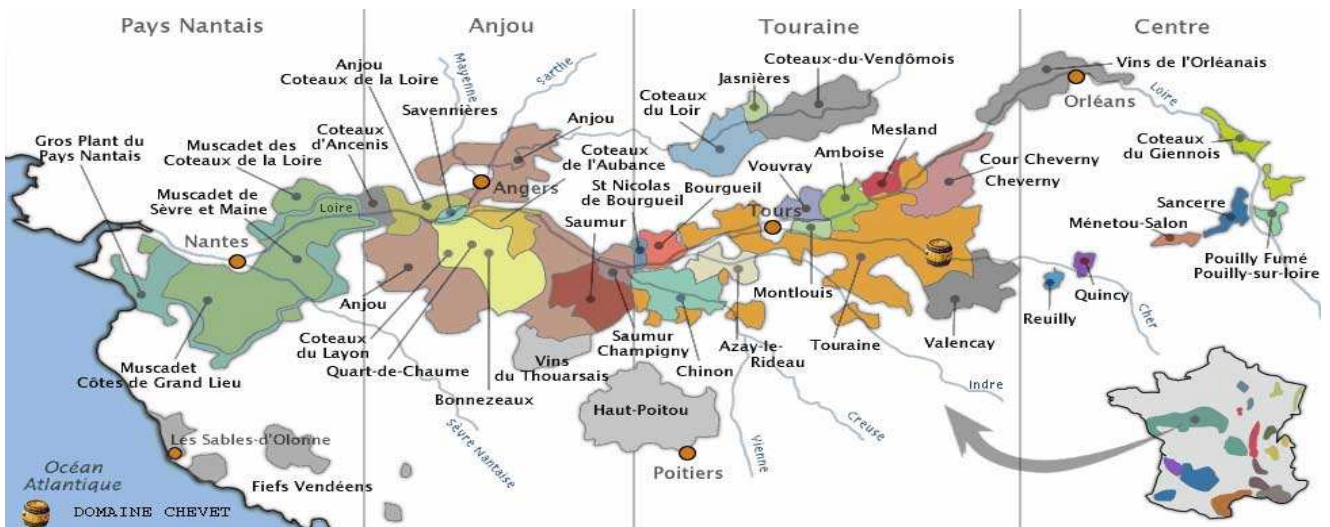 Pays Nantais
Anjou
Touraine
Centre
Mayenne
Sarthe
Anjou
Coteaux de la Loire
Savennières
Coteaux
d'Ancenis
Muscadet des
Coteaux de la Loire
Gros Plant du
Pays Nantais
Muscadet de
Sèvre et Maine
Loire
Nantes
Angers
Anjou
Coteaux
de l'Aubance
St Nicolas
de Bourgueil
Saumur
Bourgueil
Coteaux
du Loir
Jasnières
Coteaux-du-Vendômois
Vouvray
Amboise
Mesland
Tours
Cour Cheverny
Cheverny
Vins de l'Orléanais
Orléans
Loire
Coteaux
du Giennois
Sancerre
Ménetou-Salon
Pouilly Fumé
Pouilly-sur-loire
Quincy
Reuilly
Cher
Montlouis
Azay-le-
Rideau
Touraine
Valencay
Indre
Creuse
Vienne
Chinon
Saumur
Champigny
Vins
du Thouarsais
Haut-Poitou
Poitiers
Anjou
Coteaux
du Layon
Quart-de-Chaume
Bonnezeaux
Sèvre Nantaise
Muscadet
Côtes de Grand Lieu
Les Sables-d'Olonne
Fiefs Vendéens
Océan
Atlantique
DOMAINE CHEVET